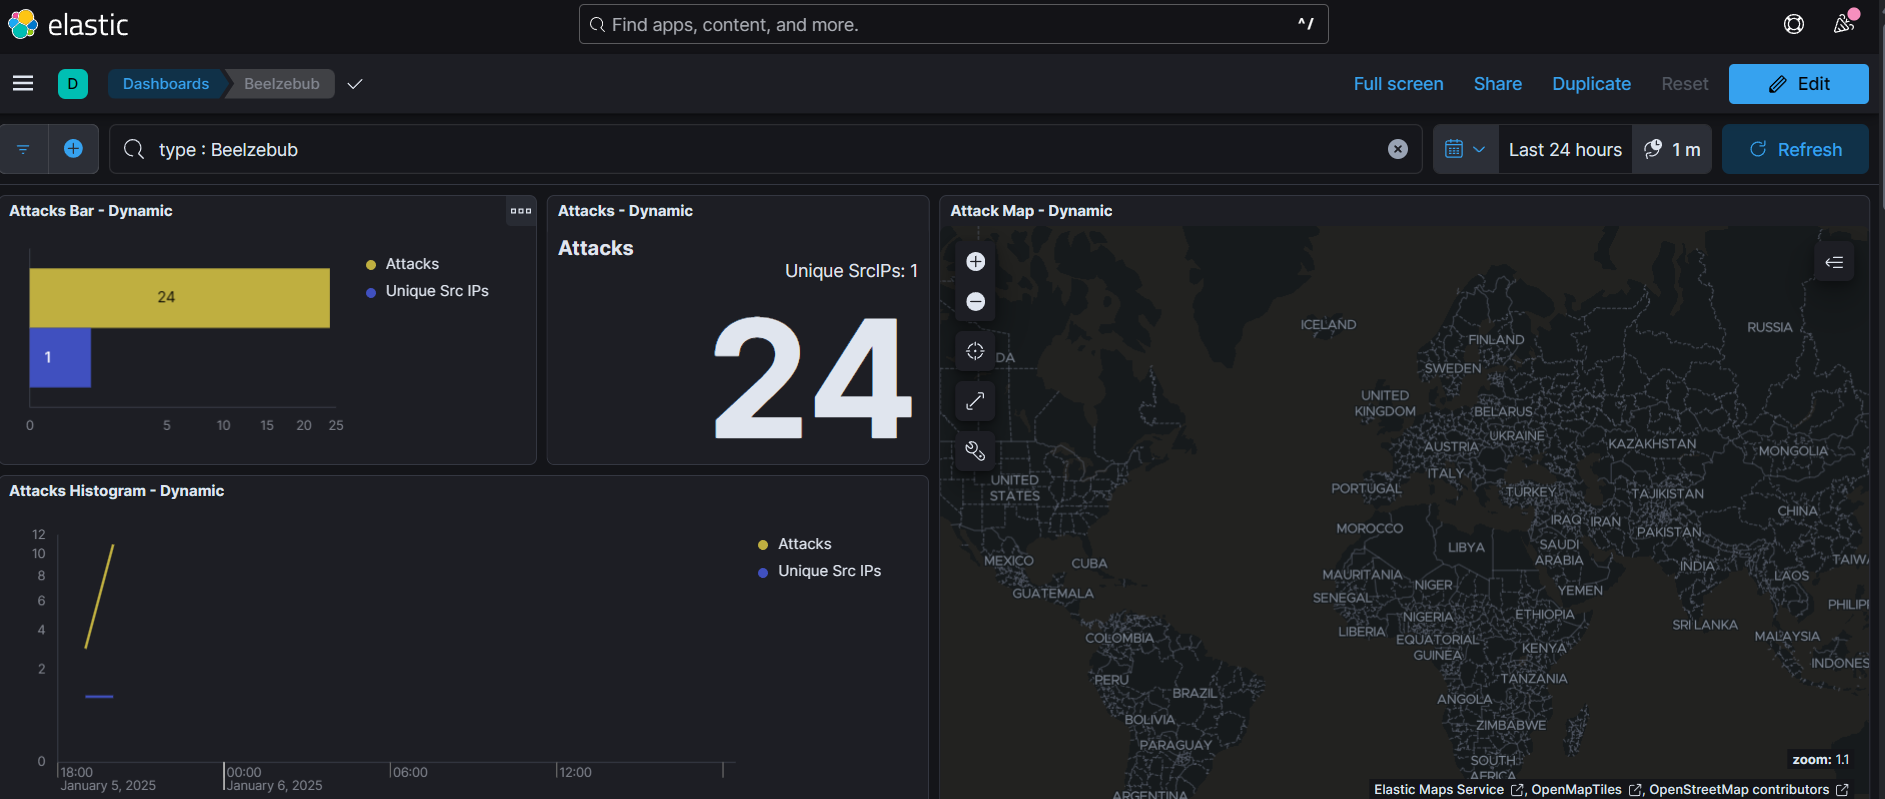 elastic
Find apps, content, and more.
^/
D
Dashboards
Beelzebub
Full screen
Share
Duplicate
Reset
Edit
type : Beelzebub
Last 24 hours
1 m
Refresh
Attacks Bar - Dynamic
24
1
0 5 10 15 20 25
Attacks
Unique Src IPs
Attacks - Dynamic
Attacks
Unique SrcIPs: 1
24
Attack Map - Dynamic
DA
ICELAND
RUSSIA
FINLAND
SWEDEN
UNITED
KINGDOM
BELARUS
UKRAINE
AUSTRIA
KAZAKHSTAN
MONGOLIA
ITALY
UNITED
STATES
PORTUGAL
TURKEY
TAJIKISTAN
CHINA
MOROCCO
IRAQ
IRAN
PAKISTAN
LIBYA
SAUDI
ARABIA
MEXICO
CUBA
TAIW
INDIA
LAOS
MAURITANIA
NIGER
YEMEN
GUATEMALA
SENEGAL
PHILIPI
NIGERIA
ETHIOPIA
SRI LANKA
COLOMBIA
LIBERIA
EQUATORIAL
GUINEA
KENYA
MALAYSIA
INDONES
PERU
BRAZIL
TANZANIA
ANGOLA
BOLIVIA
ZIMBABWE
PARAGUAY
SOUTH
AFRICA
ARGENTINA
zoom: 1.1
Elastic Maps Service , OpenMapTiles , OpenStreetMap contributors
Attacks Histogram - Dynamic
12
10
8
6
4
2
0
18:00
January 5, 2025
00:00
January 6, 2025
06:00
12:00
Attacks
Unique Src IPs